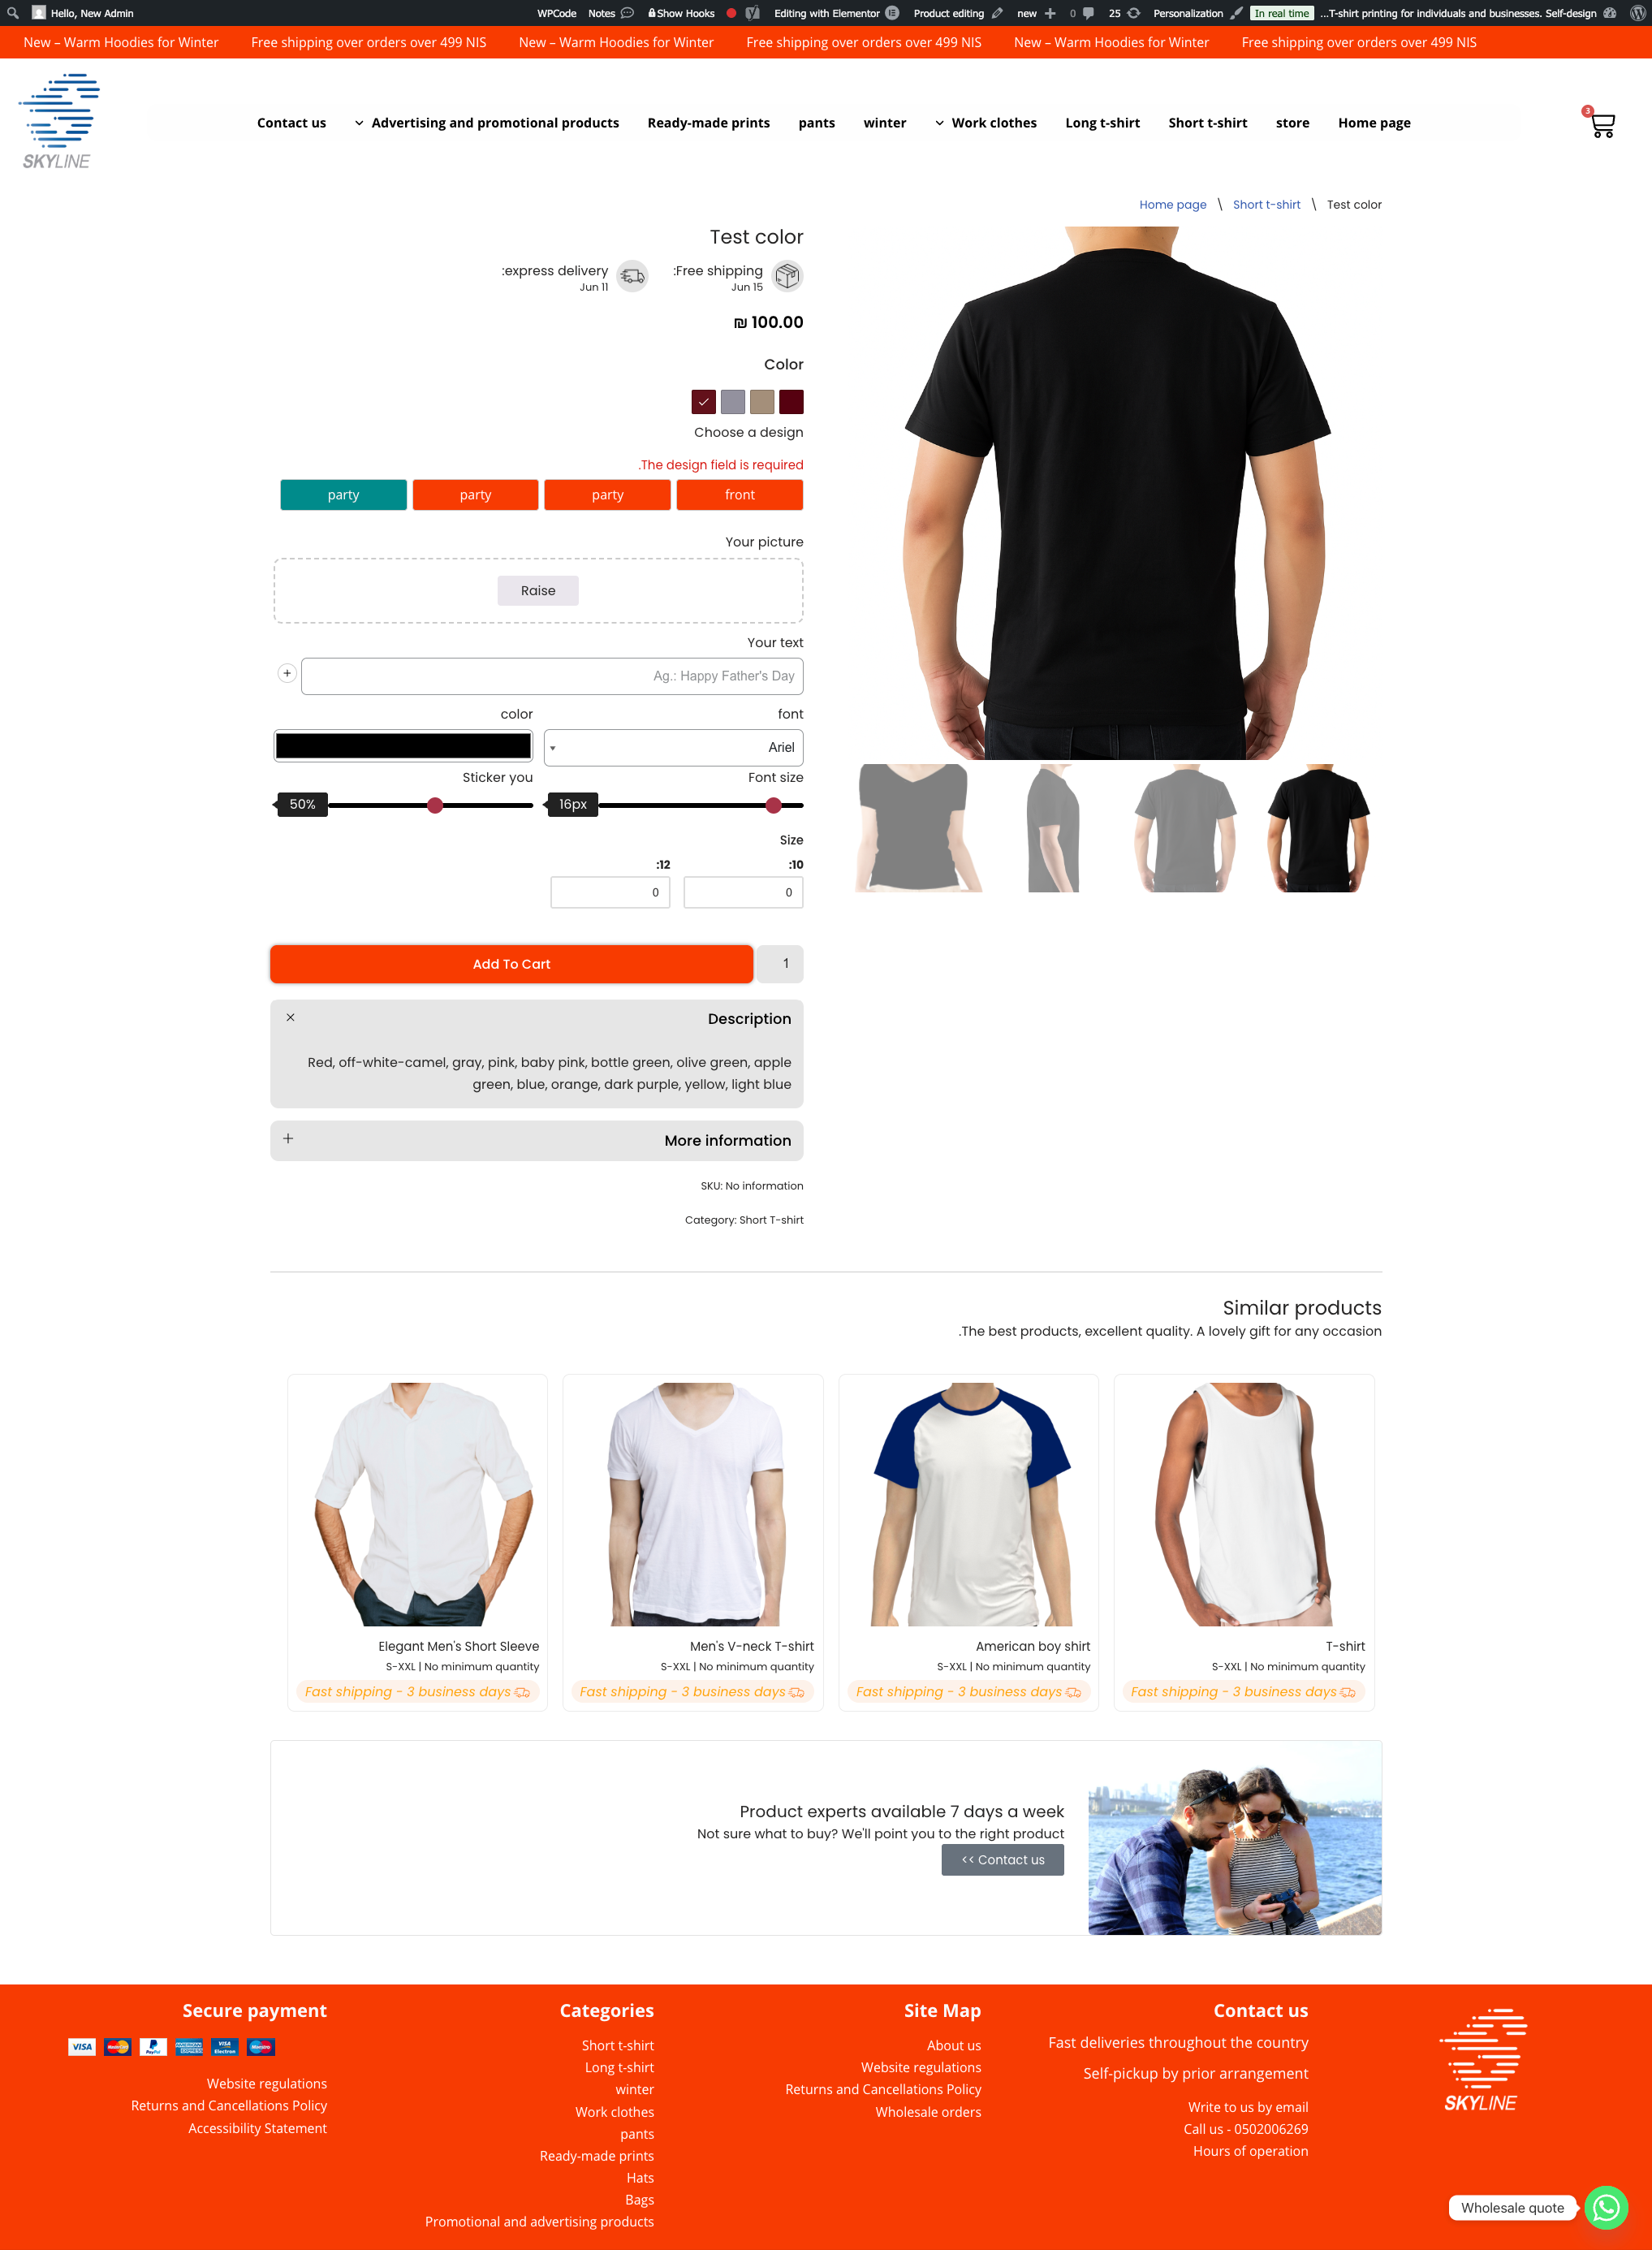 Hello, New Admin
WPCode
Notes
Show Hooks
Editing with Elementor
Product editing
new
0
25
Personalization
In real time
...T-shirt printing for individuals and businesses. Self-design
New – Warm Hoodies for Winter
Free shipping over orders over 499 NIS
New – Warm Hoodies for Winter
Free shipping over orders over 499 NIS
New – Warm Hoodies for Winter
Free shipping over orders over 499 NIS
SKYLINE
Contact us
Advertising and promotional products
Ready-made prints
pants
winter
Work clothes
Long t-shirt
Short t-shirt
store
Home page
3
Home page \ Short t-shirt \ Test color
Test color
:express delivery
Jun 11
:Free shipping
Jun 15
₪ 100.00
Color
Choose a design
.The design field is required
party
party
party
front
Your picture
Raise
Your text
+
Ag.: Happy Father's Day
color
font
Ariel
Sticker you
Font size
50%
16px
Size
:12
:10
0
0
Add To Cart
1
Description
Red, off-white-camel, gray, pink, baby pink, bottle green, olive green, apple
green, blue, orange, dark purple, yellow, light blue
More information
SKU: No information
Category: Short T-shirt
Similar products
.The best products, excellent quality. A lovely gift for any occasion
Elegant Men's Short Sleeve
S-XXL | No minimum quantity
Fast shipping - 3 business days
Men's V-neck T-shirt
S-XXL | No minimum quantity
Fast shipping - 3 business days
American boy shirt
S-XXL | No minimum quantity
Fast shipping - 3 business days
T-shirt
S-XXL | No minimum quantity
Fast shipping - 3 business days
Product experts available 7 days a week
Not sure what to buy? We'll point you to the right product
<< Contact us
Secure payment
VISA
MasterCard
PayPal
AMERICAN EXPRESS
VISA Electron
Maestro
Website regulations
Returns and Cancellations Policy
Accessibility Statement
Categories
Short t-shirt
Long t-shirt
winter
Work clothes
pants
Ready-made prints
Hats
Bags
Promotional and advertising products
Site Map
About us
Website regulations
Returns and Cancellations Policy
Wholesale orders
Contact us
Fast deliveries throughout the country
Self-pickup by prior arrangement
Write to us by email
Call us - 0502006269
Hours of operation
SKYLINE
Wholesale quote